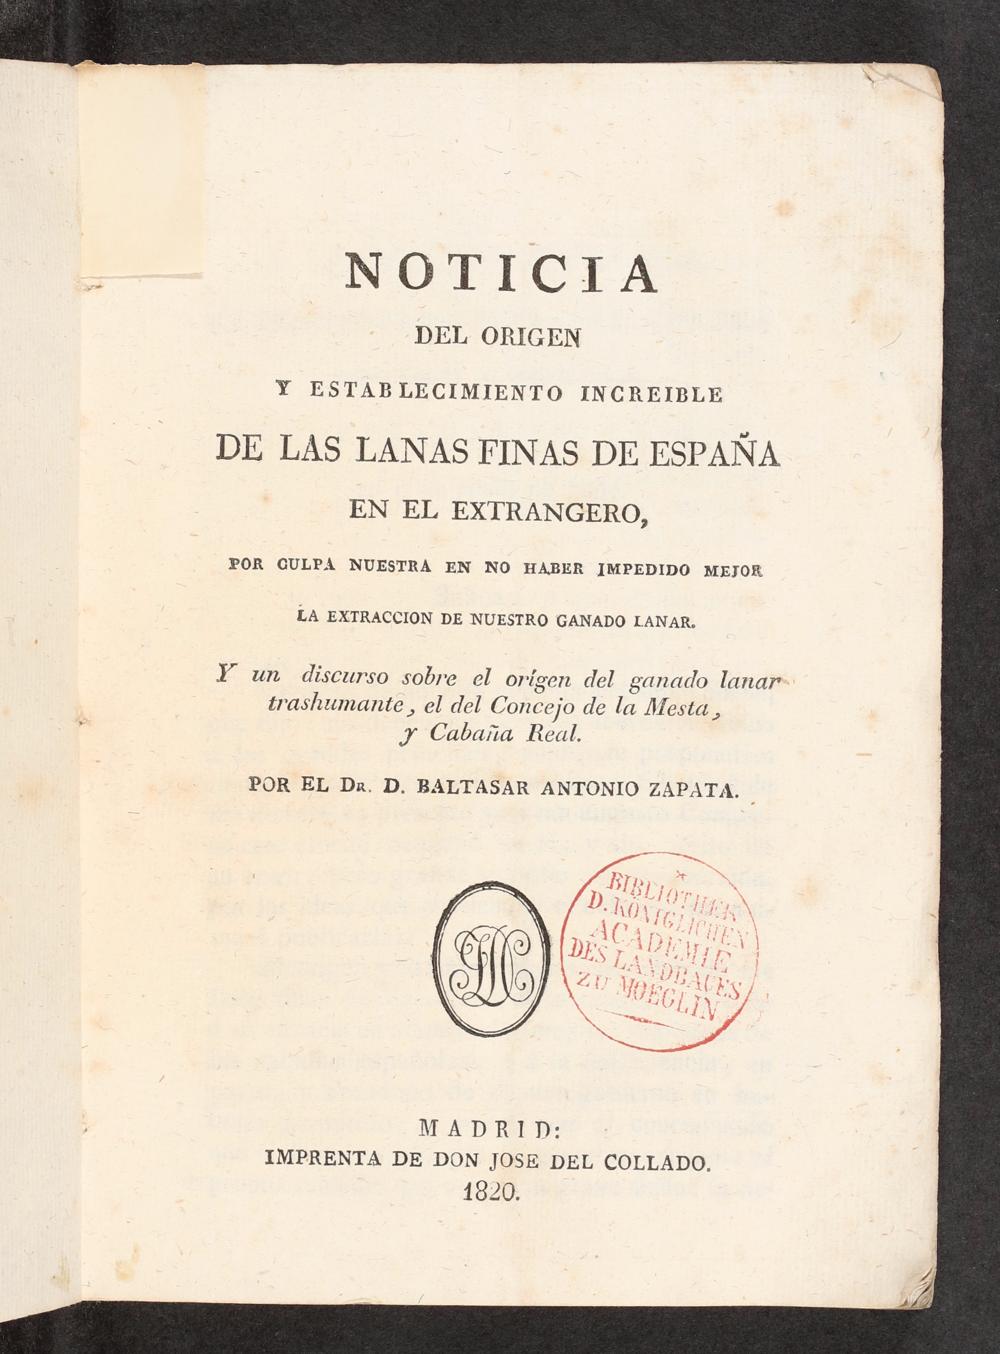 NOTICIA
DEL ORIGEN
Y ESTABLECIMIENTO INCREIBLE
DE LAS LANAS FINAS DE ESPAÑA
EN EL EXTRANGERO,
POR CULPA NUESTRA EN NO HABER IMPEDIDO MEJOR
LA EXTRACCION DE NUESTRO GANADO LANAR.
Y un discurso sobre el orígen del ganado lanar
trashumante, el del Concejo de la Mesta,
y Cabaña Real.
POR EL DR. D. BALTASAR ANTONIO ZAPATA.
BIBLIOTHEK
D. KÖNIGLICHEN
ACADEMIE
DES LANDBAUES
ZU MOEGLIN
MADRID:
IMPRENTA DE DON JOSE DEL COLLADO.
1820.